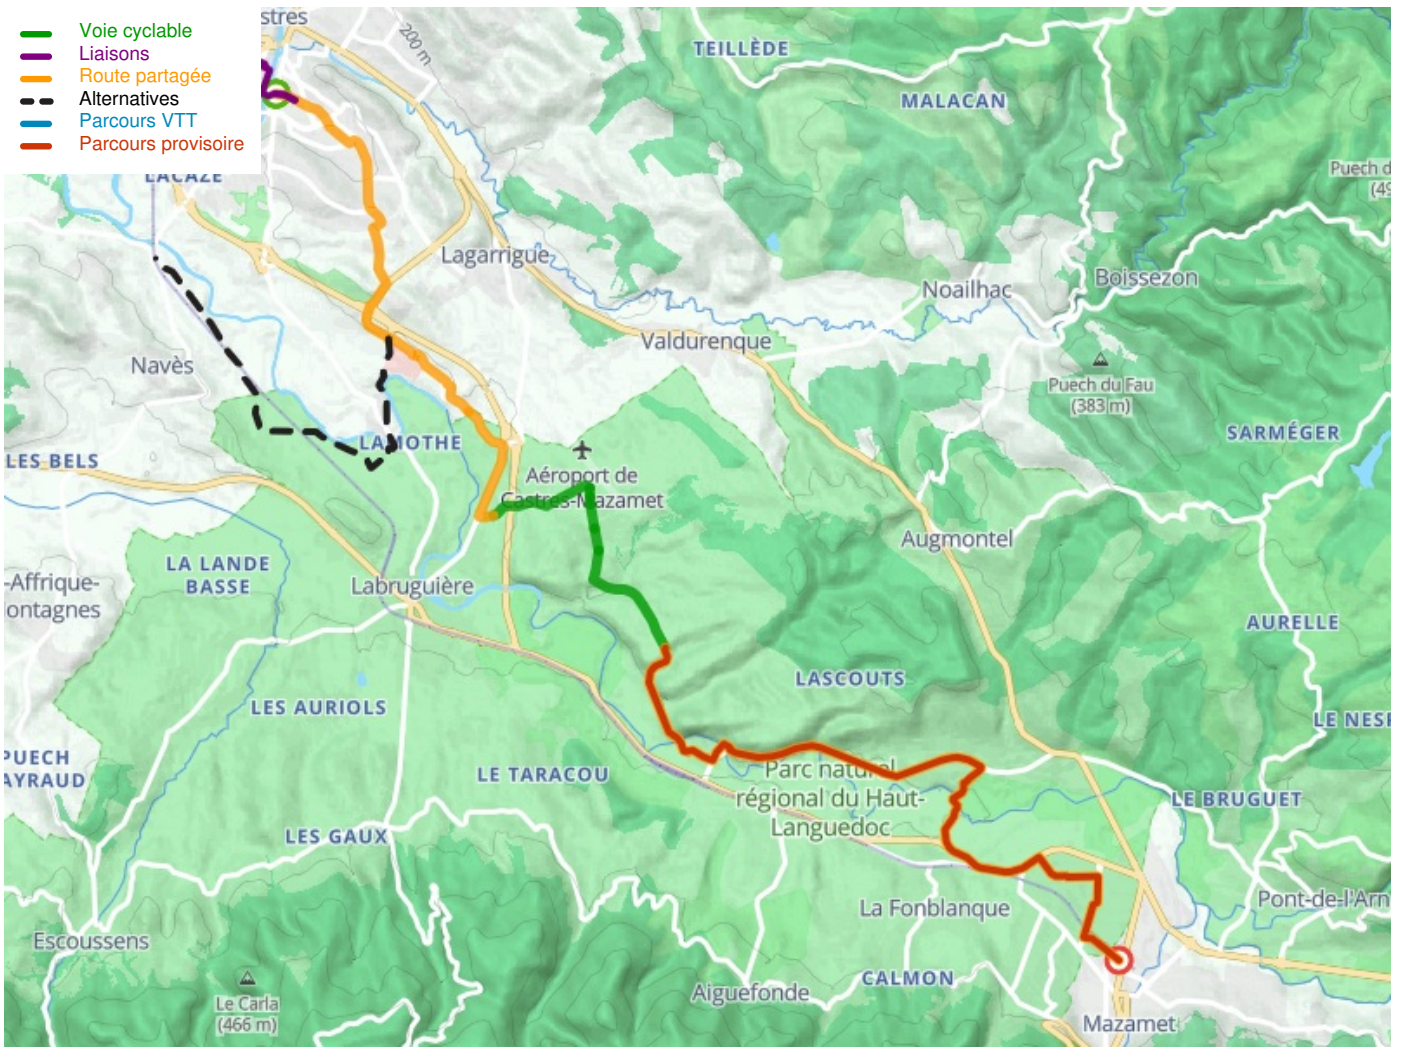 Voie cyclable
Liaisons
Route partagée
Alternatives
Parcours VTT
Parcours provisoire
stres
200 m
TEILLÈDE
MALACAN
Puech d
(49
LACAZE
Lagarrigue
Noailhac
Boissezon
Valdurenque
Navès
Puech du Fau
(383 m)
SARMÉGER
LAMOTHE
LES BELS
Aéroport de
Castres-Mazamet
Augmontel
LA LANDE
BASSE
Labruguière
-Affrique-
ontagnes
AURELLE
LASCOUTS
LES AURIOLS
LE NESP
PUECH
AYRAUD
LE TARACOU
Parc naturel
régional du Haut-
Languedoc
LE BRUGUET
LES GAUX
La Fonblanque
Pont-de-l'Arn
Escoussens
CALMON
Aiguefonde
Le Carla
(466 m)
Mazamet